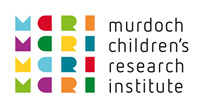 MCRI murdoch
MCRI children's
MCRI research
MCRI institute